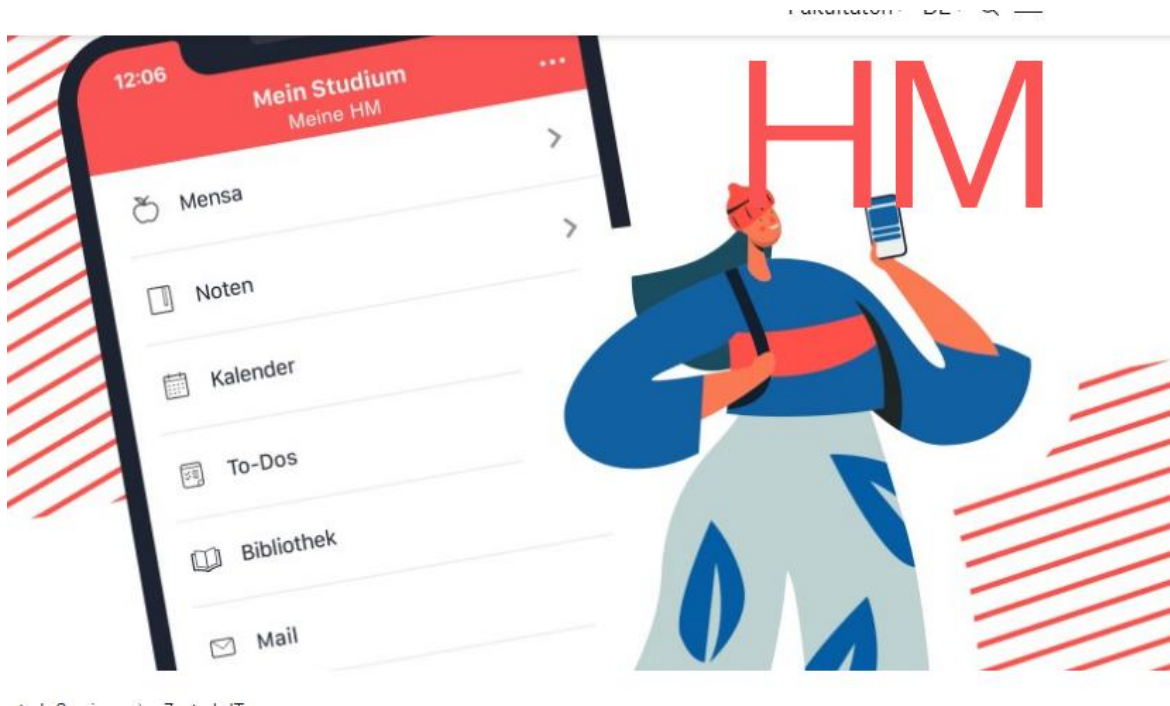 HM
12:06
Mein Studium
Meine HM
Mensa
Noten
Kalender
To-Dos
Bibliothek
Mail